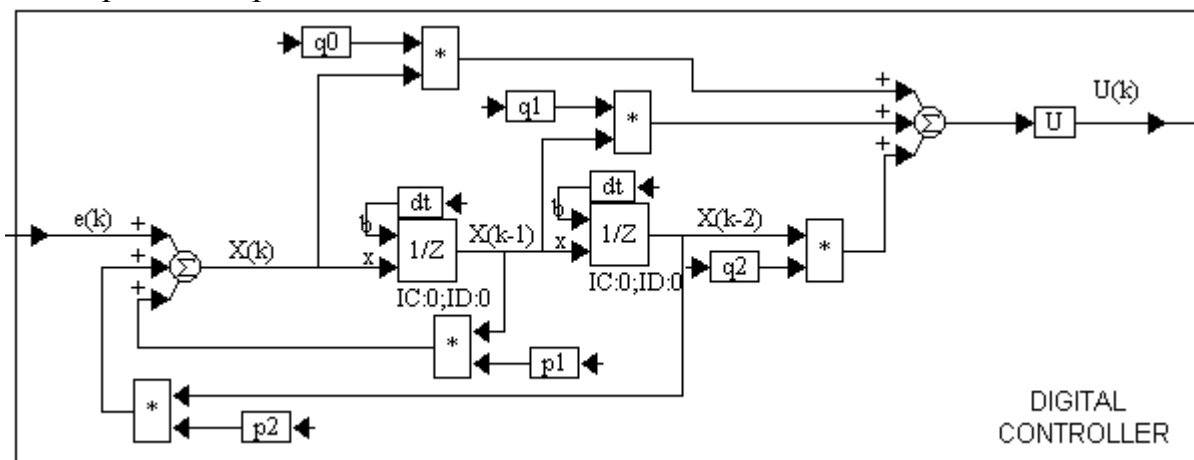 q0
*
q1
*
+
+
+
Σ
U
U(k)
e(k)
+
+
+
Σ
X(k)
dt
b
x
1/Z
IC:0;ID:0
X(k-1)
dt
b
x
1/Z
IC:0;ID:0
X(k-2)
*
q2
*
p1
*
p2
DIGITAL
CONTROLLER